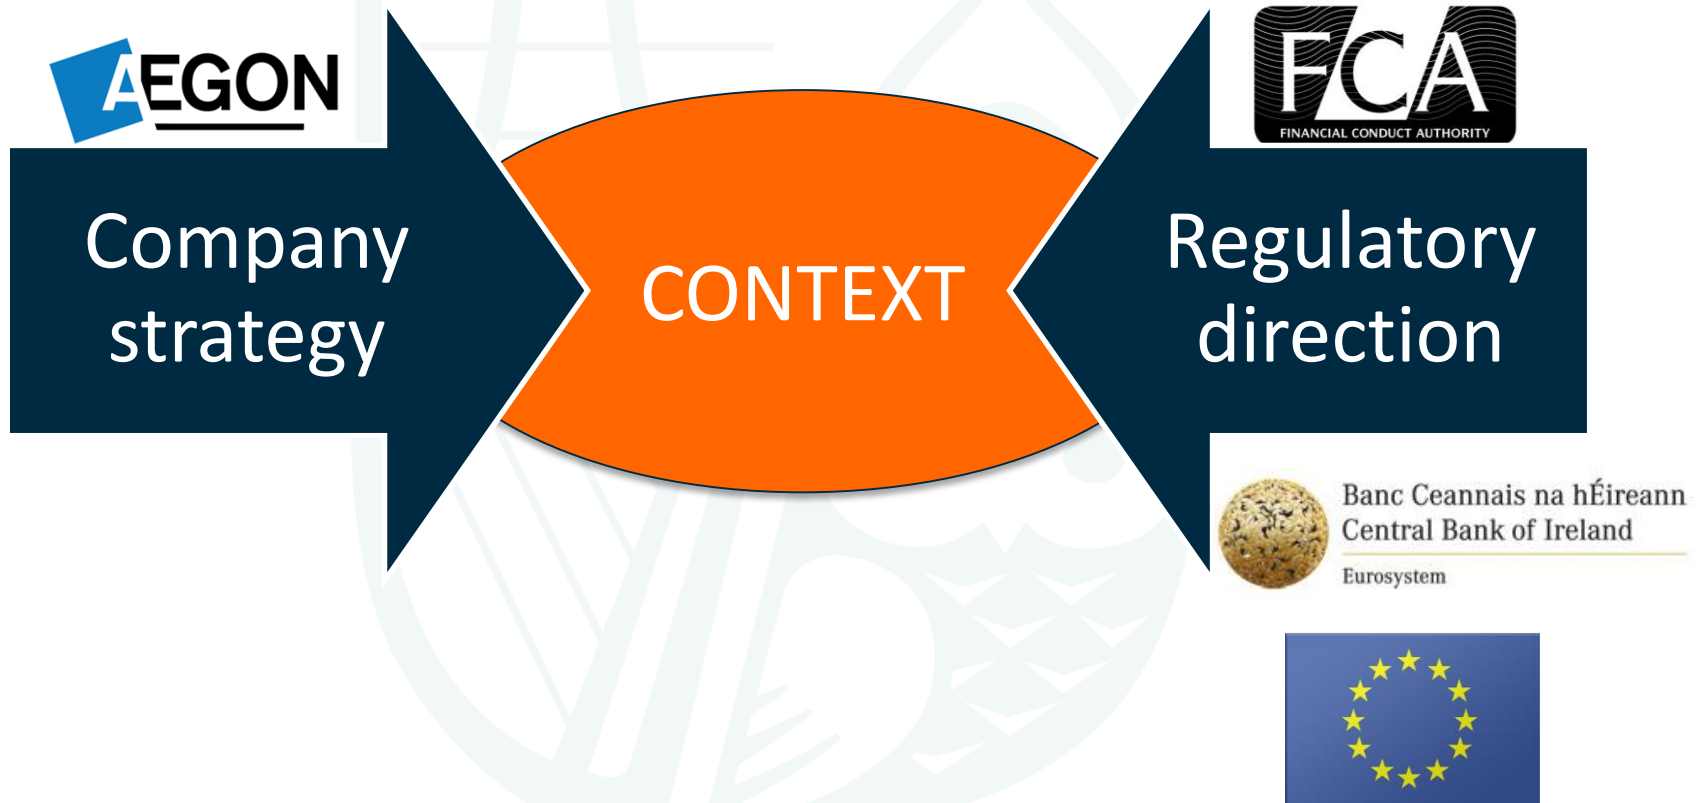 AEGON
Company
strategy
CONTEXT
FCA
FINANCIAL CONDUCT AUTHORITY
Regulatory
direction
Banc Ceannais na hÉireann
Central Bank of Ireland
Eurosystem